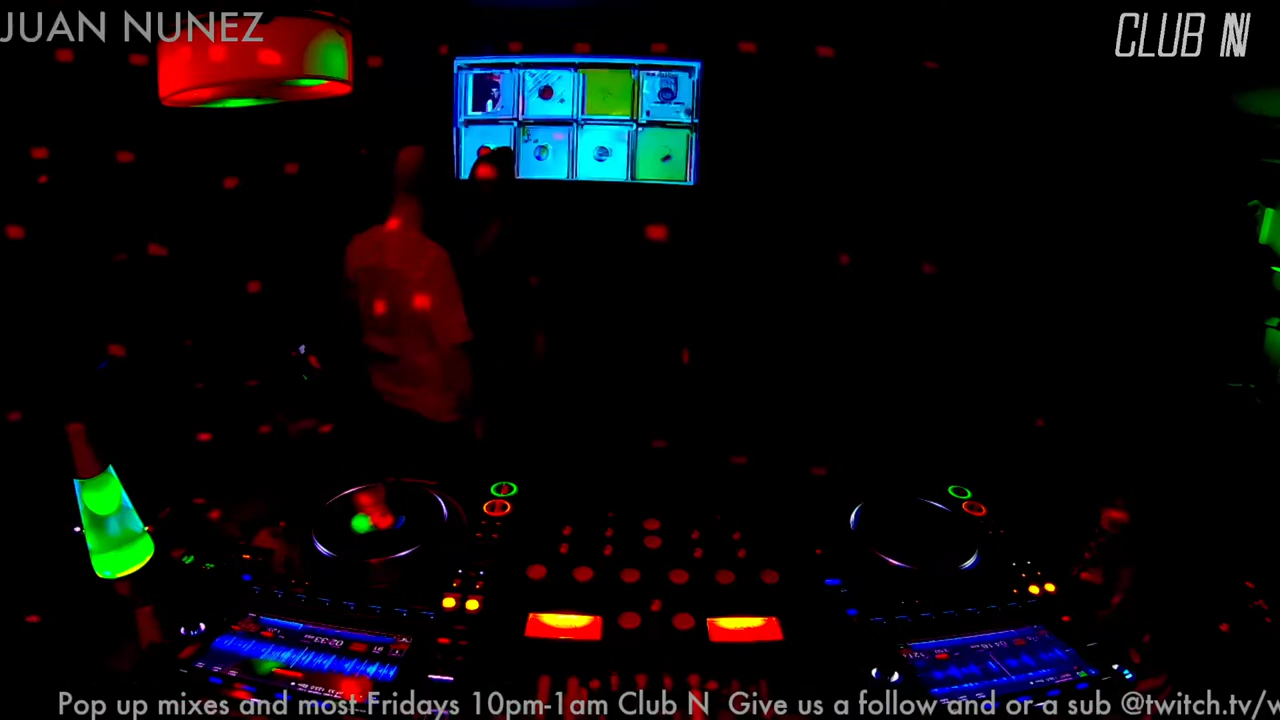 JUAN NUNEZ
CLUB N
Pop up mixes and most Fridays 10pm-1am Club N Give us a follow and or a sub @twitch.tv/